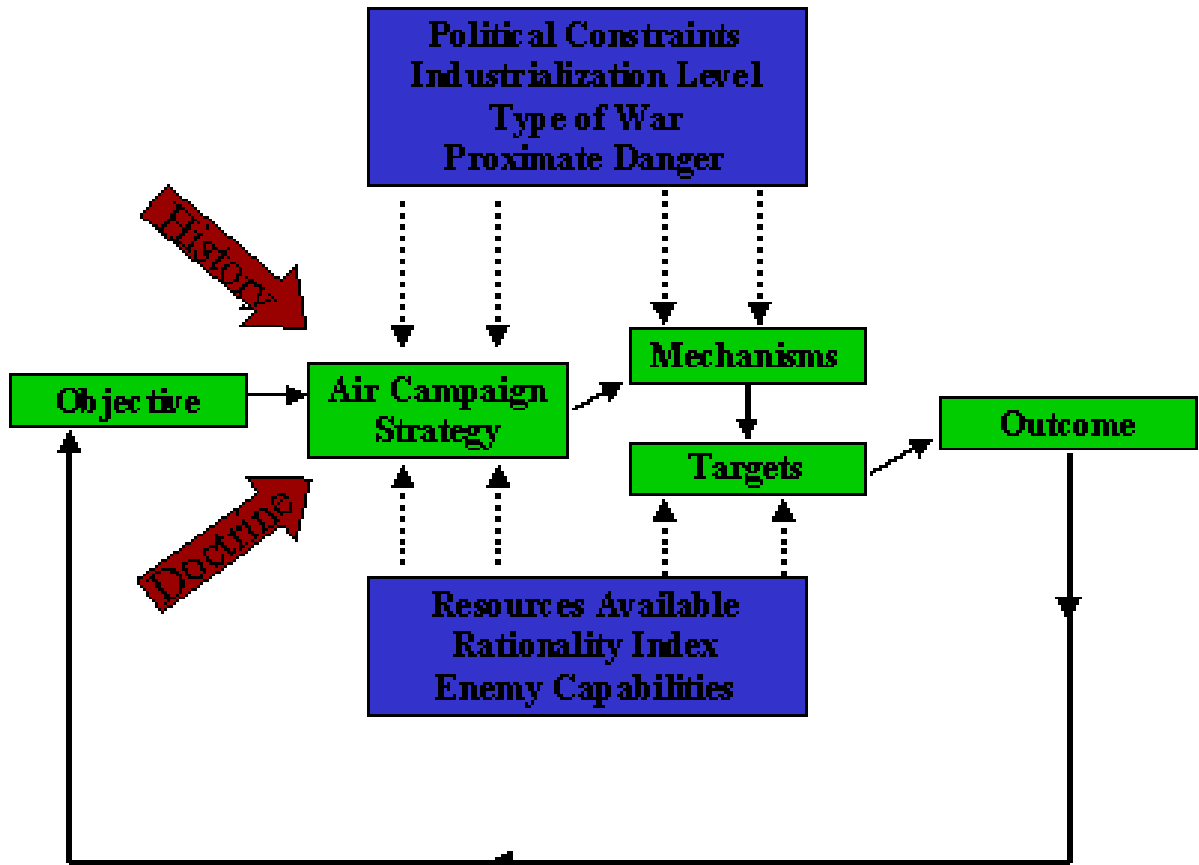 Political Constraints
Industrialization Level
Type of War
Proximate Danger
History
Objective
Air Campaign
Strategy
Mechanisms
Targets
Outcome
Doctrine
Resources Available
Rationality Index
Enemy Capabilities